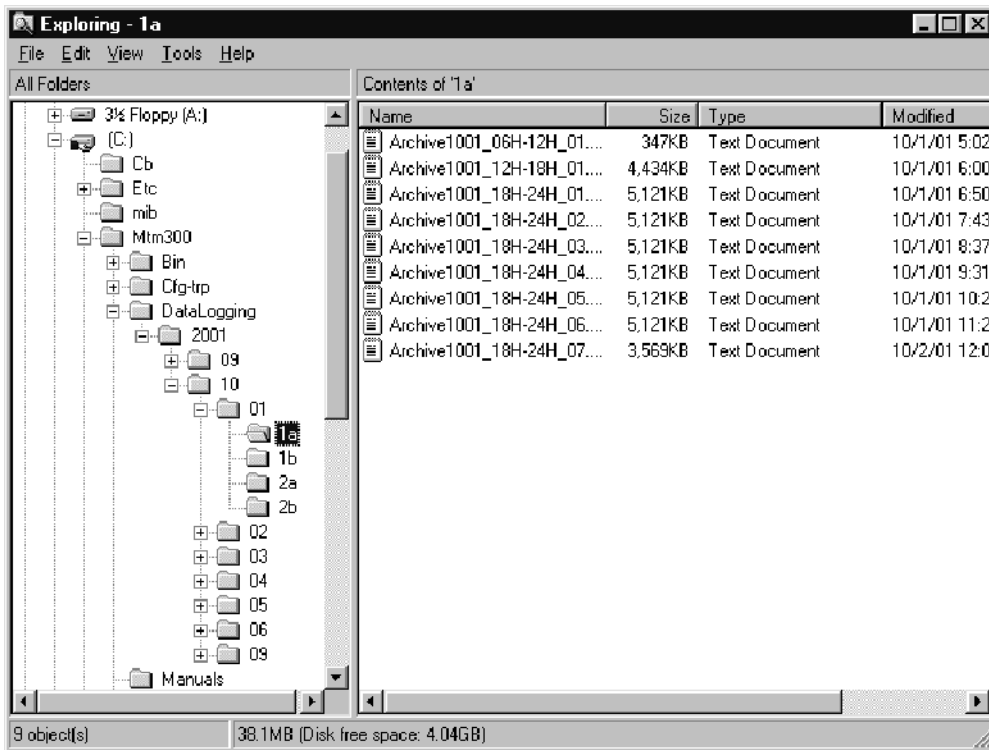 Exploring - 1a
File Edit View Tools Help
All Folders
Contents of '1a'
3½ Floppy (A:)
(C:)
Cb
Etc
mib
Mtm300
Bin
Cfg-trp
DataLogging
2001
09
10
01
1a
1b
2a
2b
02
03
04
05
06
09
Manuals
Name Size Type Modified
Archive1001_06H-12H_01.... 347KB Text Document 10/1/01 5:02
Archive1001_12H-18H_01.... 4,434KB Text Document 10/1/01 6:00
Archive1001_18H-24H_01.... 5,121KB Text Document 10/1/01 6:50
Archive1001_18H-24H_02.... 5,121KB Text Document 10/1/01 7:43
Archive1001_18H-24H_03.... 5,121KB Text Document 10/1/01 8:37
Archive1001_18H-24H_04.... 5,121KB Text Document 10/1/01 9:31
Archive1001_18H-24H_05.... 5,121KB Text Document 10/1/01 10:2
Archive1001_18H-24H_06.... 5,121KB Text Document 10/1/01 11:2
Archive1001_18H-24H_07.... 3,569KB Text Document 10/2/01 12:0
9 object(s)
38.1MB (Disk free space: 4.04GB)